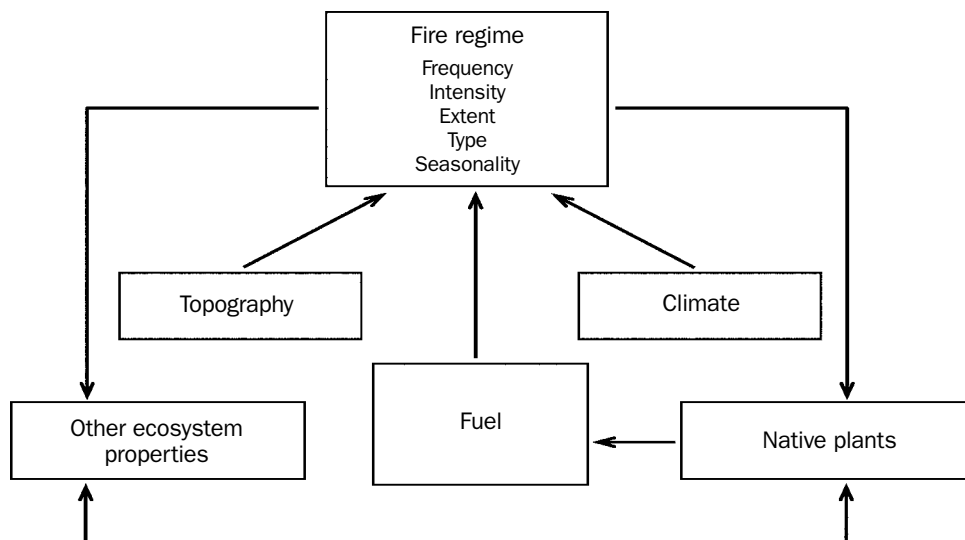 Fire regime
Frequency
Intensity
Extent
Type
Seasonality
Topography
Climate
Fuel
Other ecosystem
properties
Native plants